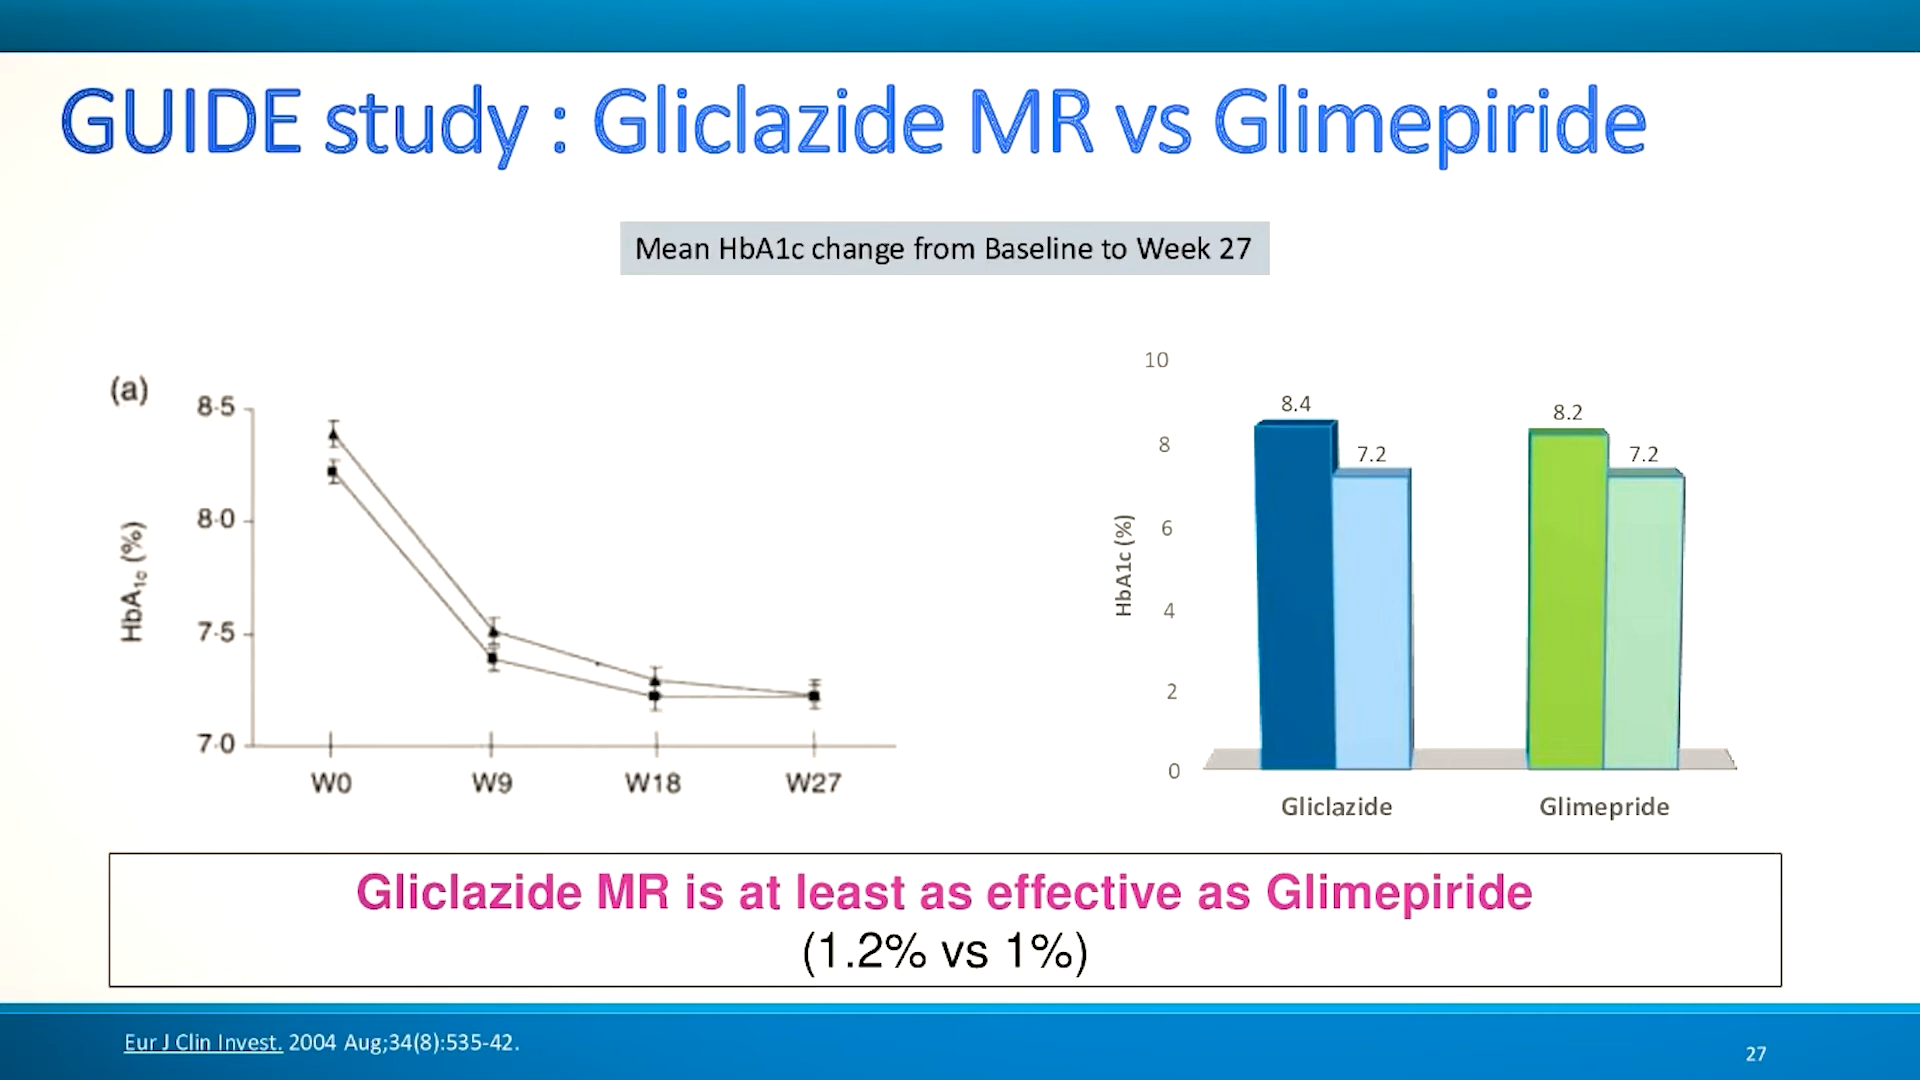 GUIDE study : Gliclazide MR vs Glimepiride
Mean HbA1c change from Baseline to Week 27
(a)
HbA1c (%)
8·5
8·0
7·5
7·0
W0 W9 W18 W27
HbA1c (%)
10
8
6
4
2
0
8.4
7.2
8.2
7.2
Gliclazide Glimepride
Gliclazide MR is at least as effective as Glimepiride
(1.2% vs 1%)
Eur J Clin Invest. 2004 Aug;34(8):535-42.
27